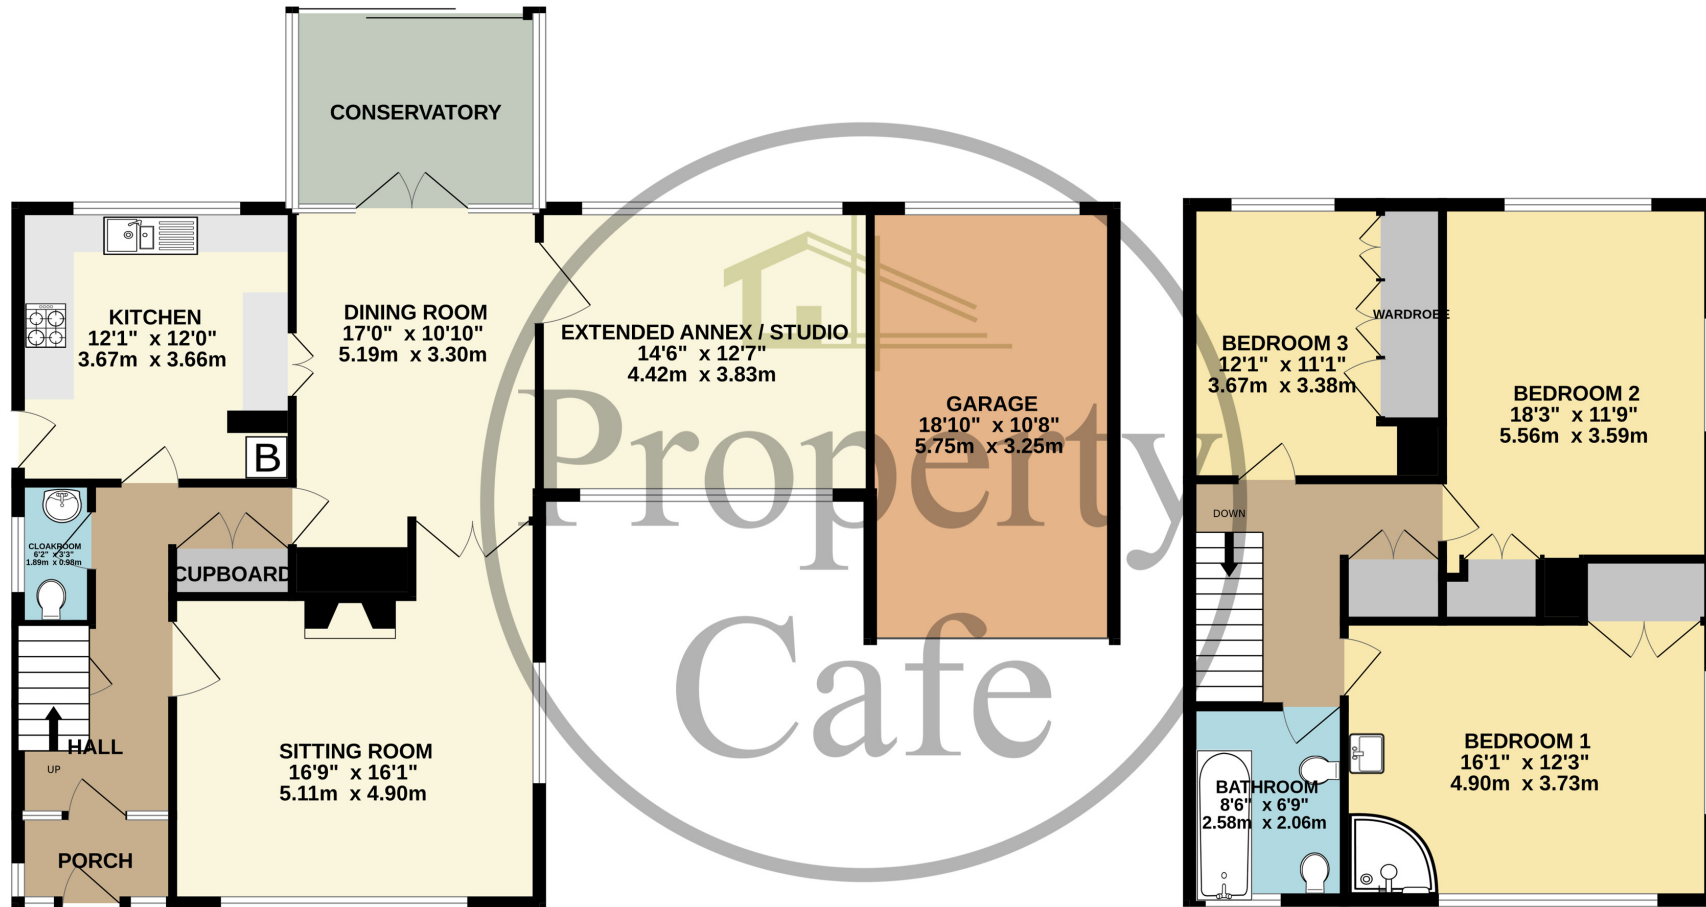 CONSERVATORY
KITCHEN
12'1" x 12'0"
3.67m x 3.66m
DINING ROOM
17'0" x 10'10"
5.19m x 3.30m
EXTENDED ANNEX / STUDIO
14'6" x 12'7"
4.42m x 3.83m
GARAGE
18'10" x 10'8"
5.75m x 3.25m
B
CLOAKROOM
6'2" x 3'3"
1.89m x 0.98m
CUPBOARD
HALL
UP
SITTING ROOM
16'9" x 16'1"
5.11m x 4.90m
PORCH
Property
Cafe
WARDROBE
BEDROOM 3
12'1" x 11'1"
3.67m x 3.38m
BEDROOM 2
18'3" x 11'9"
5.56m x 3.59m
DOWN
BEDROOM 1
16'1" x 12'3"
4.90m x 3.73m
BATHROOM
8'6" x 6'9"
2.58m x 2.06m